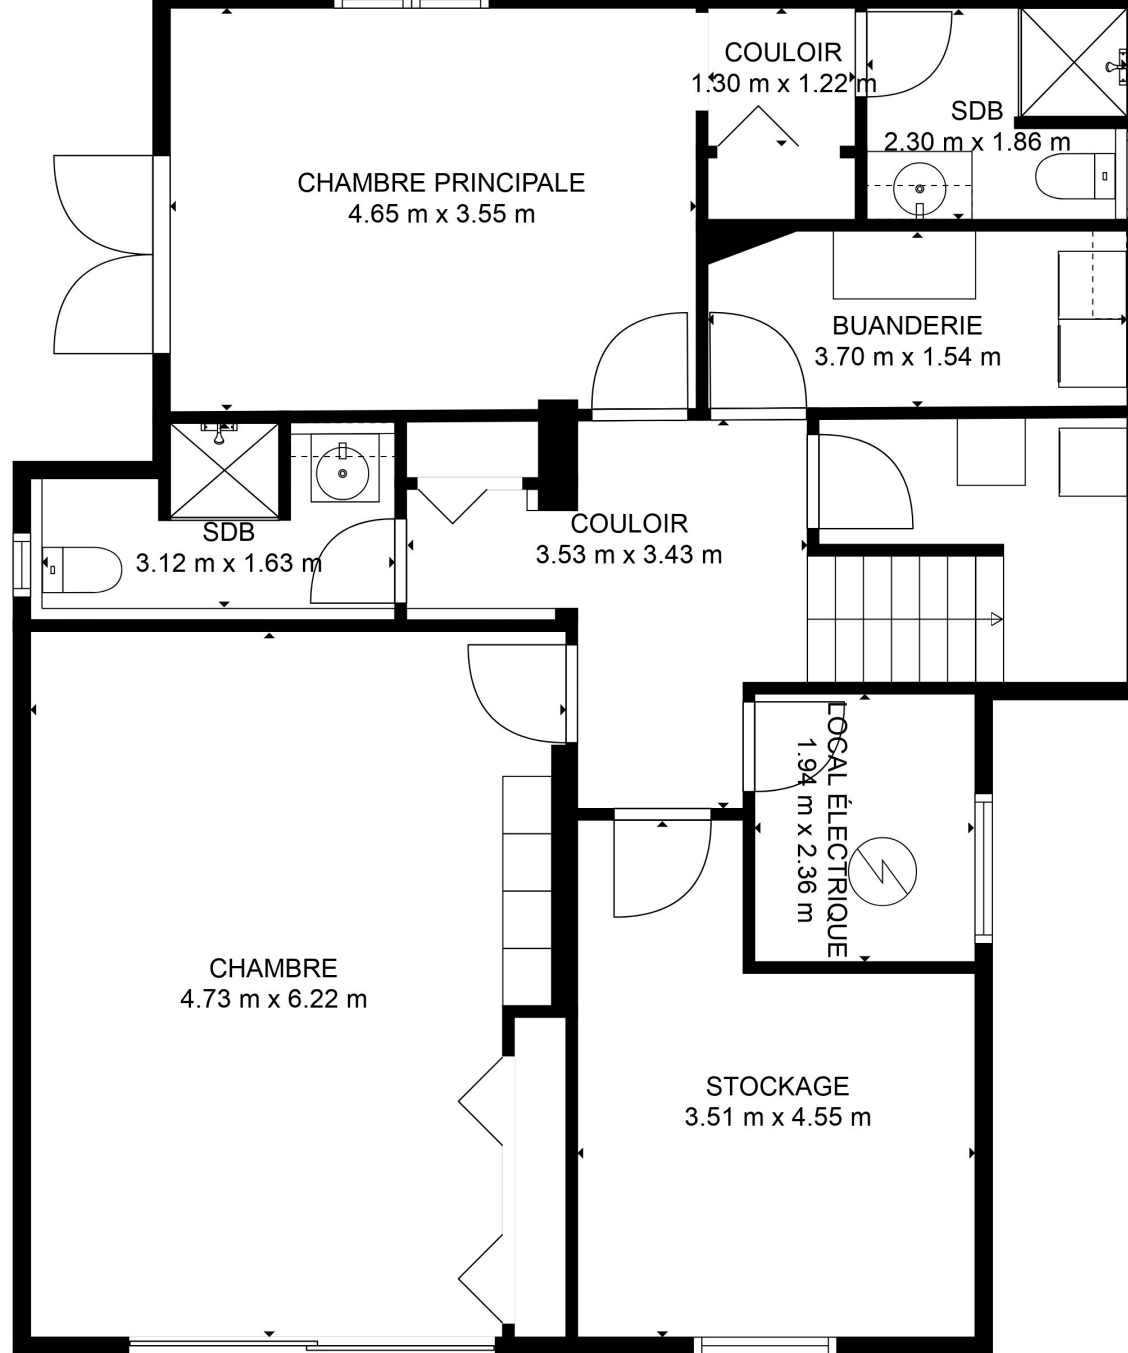 COULOIR
1.30 m x 1.22 m
SDB
2.30 m x 1.86 m
CHAMBRE PRINCIPALE
4.65 m x 3.55 m
BUANDERIE
3.70 m x 1.54 m
SDB
3.12 m x 1.63 m
COULOIR
3.53 m x 3.43 m
LOCAL ÉLECTRIQUE
1.94 m x 2.36 m
CHAMBRE
4.73 m x 6.22 m
STOCKAGE
3.51 m x 4.55 m